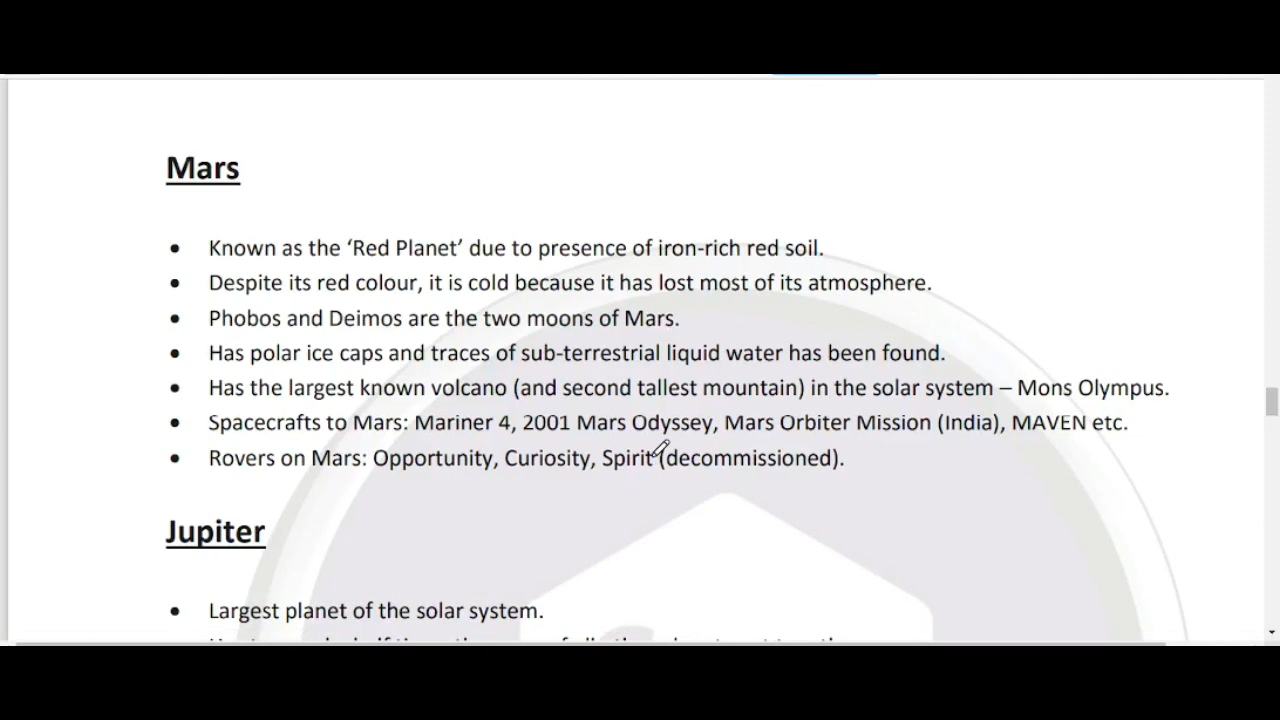 Mars
• Known as the ‘Red Planet’ due to presence of iron-rich red soil.
• Despite its red colour, it is cold because it has lost most of its atmosphere.
• Phobos and Deimos are the two moons of Mars.
• Has polar ice caps and traces of sub-terrestrial liquid water has been found.
• Has the largest known volcano (and second tallest mountain) in the solar system – Mons Olympus.
• Spacecrafts to Mars: Mariner 4, 2001 Mars Odyssey, Mars Orbiter Mission (India), MAVEN etc.
• Rovers on Mars: Opportunity, Curiosity, Spirit (decommissioned).
Jupiter
• Largest planet of the solar system.